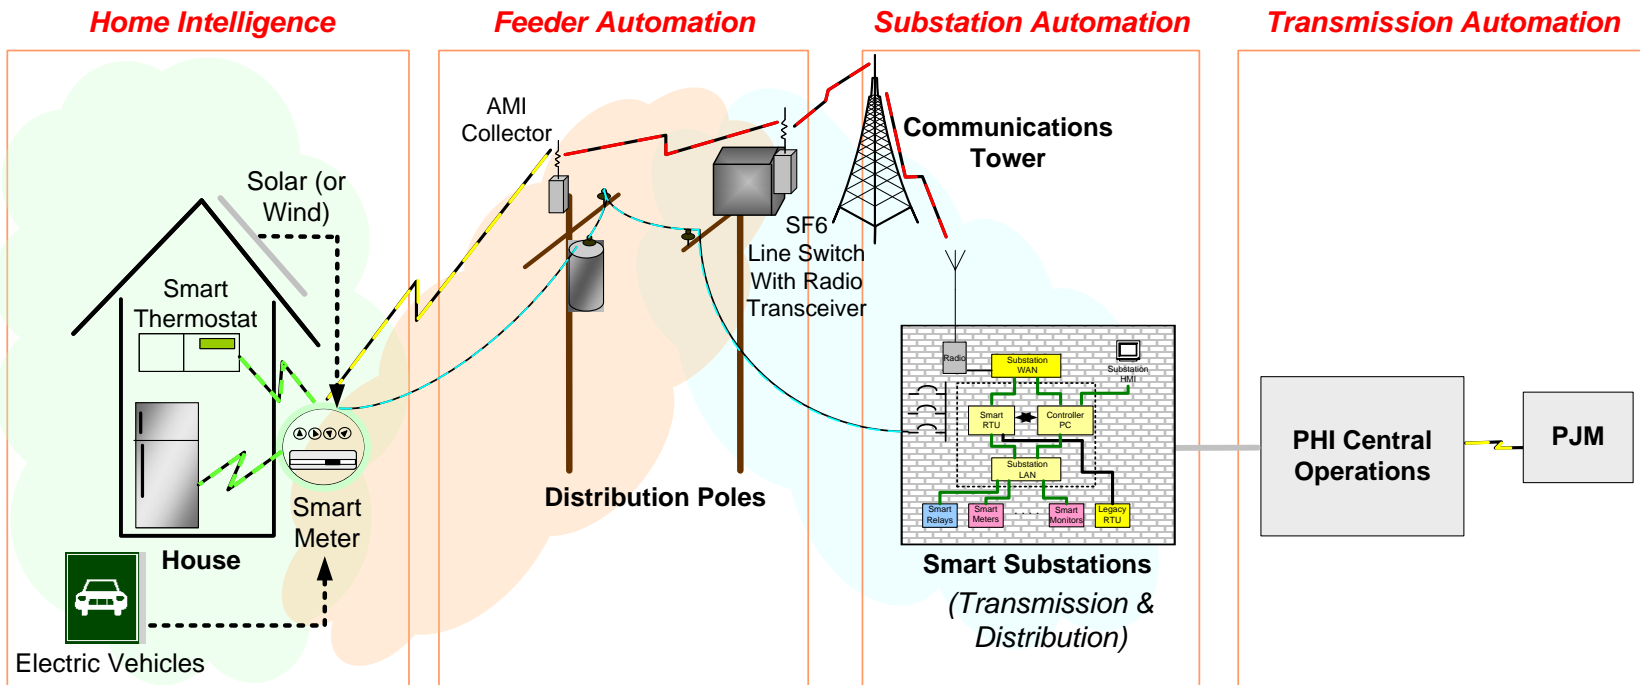 Home Intelligence
Feeder Automation
Substation Automation
Transmission Automation
Solar (or
Wind)
Smart
Thermostat
Smart
Meter
House
Electric Vehicles
AMI
Collector
SF6
Line Switch
With Radio
Transceiver
Distribution Poles
Communications
Tower
Radio
Substation
WAN
Substation
HMI
Smart
RTU
Controller
PC
Substation
LAN
Smart
Relays
Smart
Meters
. . . .
Smart
Monitors
Legacy
RTU
Smart Substations
(Transmission &
Distribution)
PHI Central
Operations
PJM